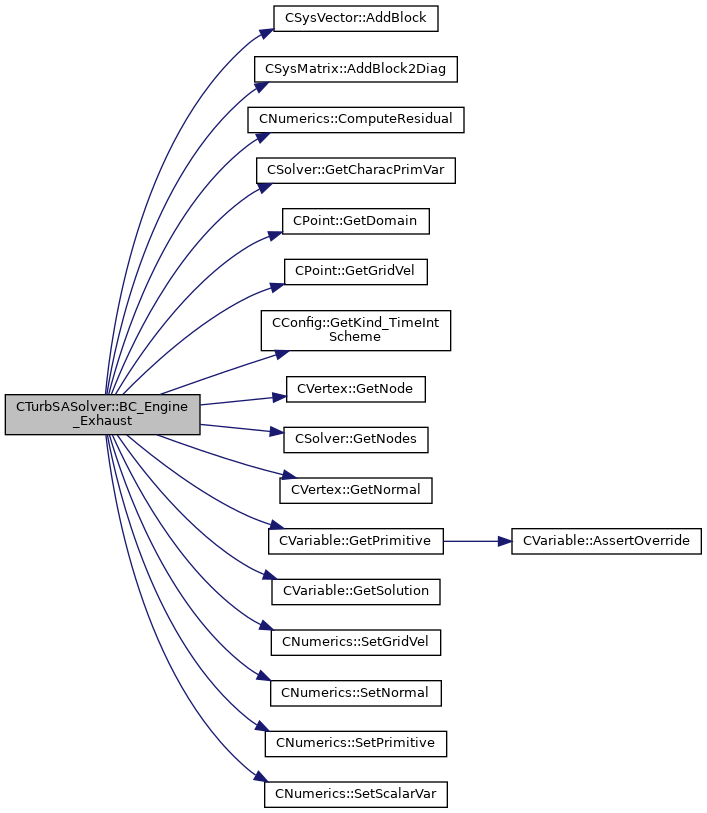 CTurbSASolver::BC_Engine
_Exhaust
CSysVector::AddBlock
CSysMatrix::AddBlock2Diag
CNumerics::ComputeResidual
CSolver::GetCharacPrimVar
CPoint::GetDomain
CPoint::GetGridVel
CConfig::GetKind_TimeInt
Scheme
CVertex::GetNode
CSolver::GetNodes
CVertex::GetNormal
CVariable::GetPrimitive
CVariable::AssertOverride
CVariable::GetSolution
CNumerics::SetGridVel
CNumerics::SetNormal
CNumerics::SetPrimitive
CNumerics::SetScalarVar